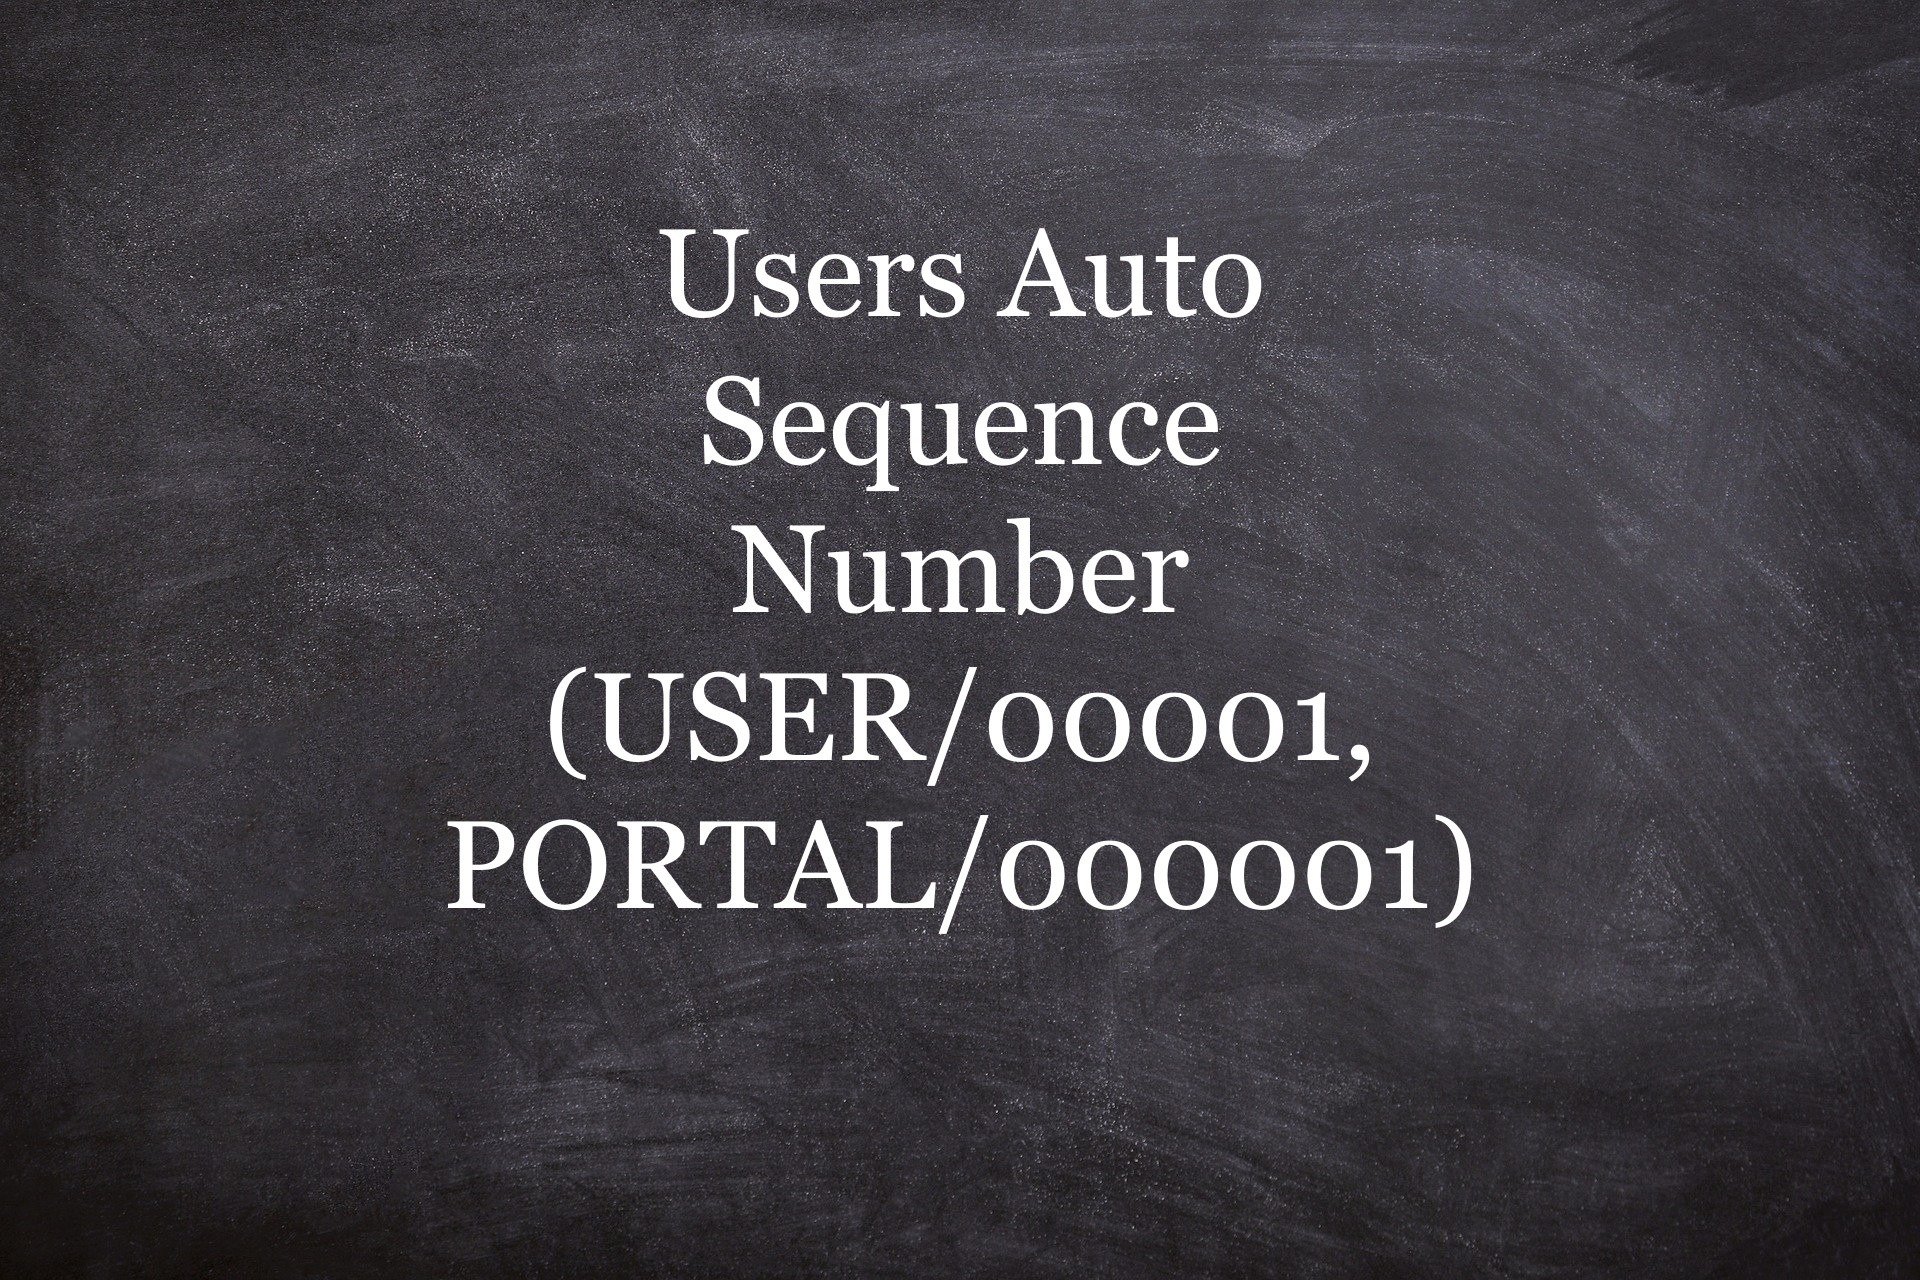 Users Auto
Sequence
Number
(USER/00001,
PORTAL/000001)